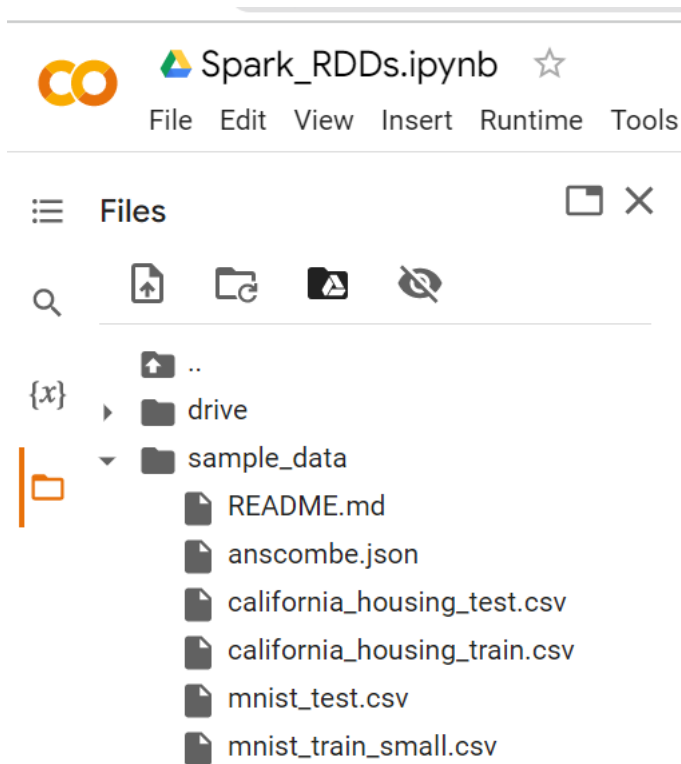 Spark_RDDs.ipynb
File Edit View Insert Runtime Tools
Files
..
{x}
drive
sample_data
README.md
anscombe.json
california_housing_test.csv
california_housing_train.csv
mnist_test.csv
mnist_train_small.csv